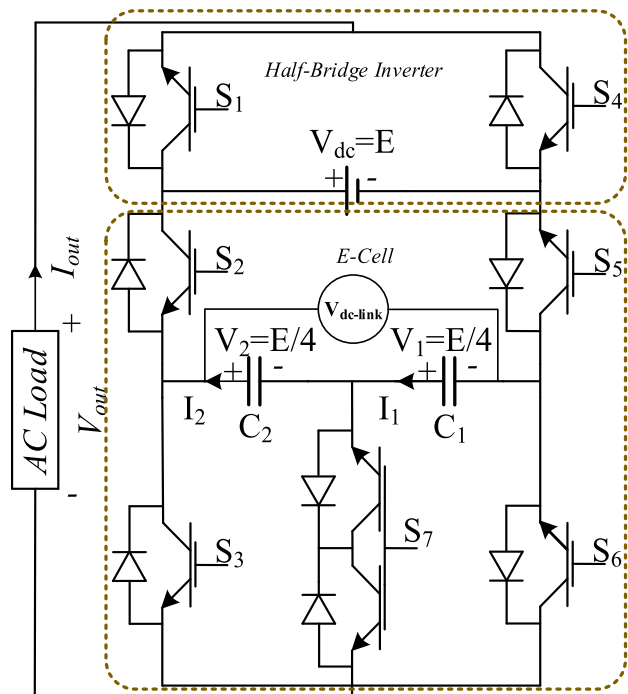 Half-Bridge Inverter
S1
S4
Vdc=E
+ -
S2
E-Cell
S5
Iout
Vdc-link
+
V2=E/4
V1=E/4
+ -
+ -
AC Load
Vout
I2
C2
I1
C1
-
S3
S7
S6